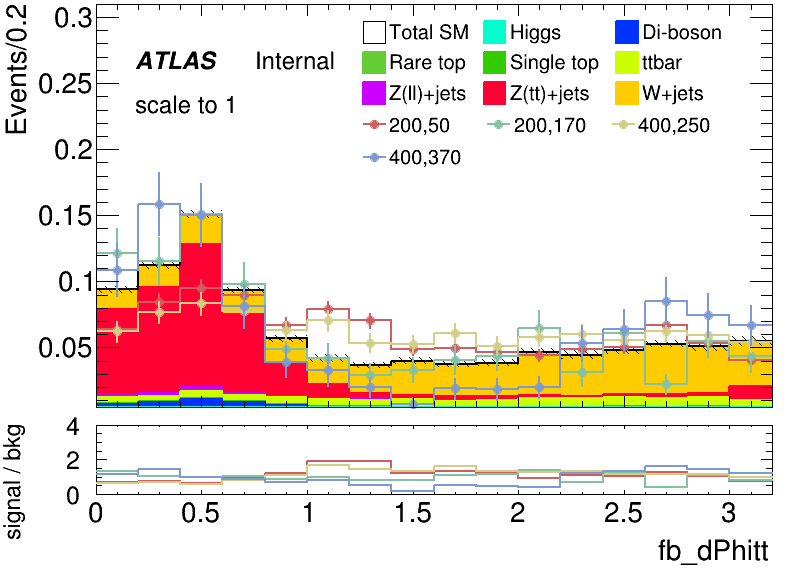 Events/0.2
0.3
0.25
0.2
0.15
0.1
0.05
ATLAS Internal
scale to 1
Total SM Higgs Di-boson
Rare top Single top ttbar
Z(ll)+jets Z(tt)+jets W+jets
200,50 200,170 400,250
400,370
signal / bkg
4
2
0
0 0.5 1 1.5 2 2.5 3
fb_dPhitt